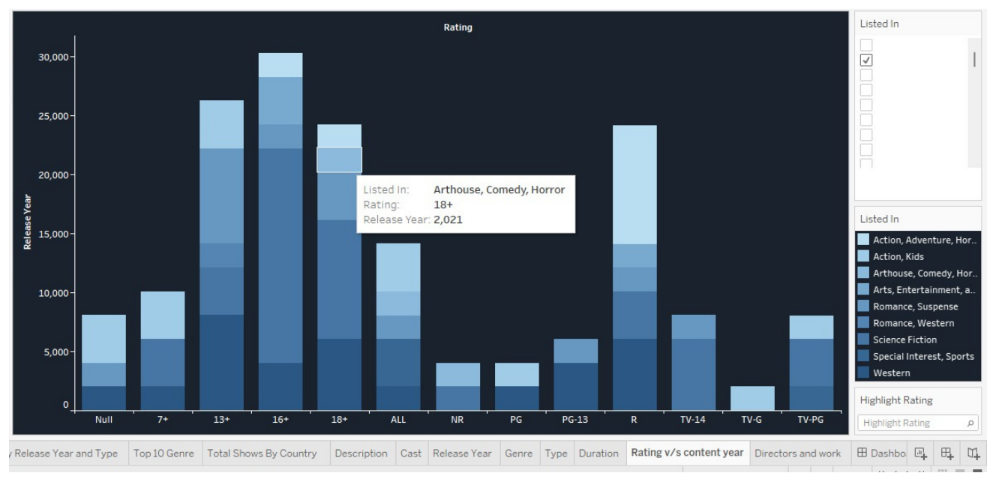 Rating
Listed In
30,000
25,000
20,000
15,000
10,000
5,000
0
Release Year
Listed In: Arthouse, Comedy, Horror
Rating: 18+
Release Year: 2,021
Null 7+ 13+ 16+ 18+ ALL NR PG PG-13 R TV-14 TV-G TV-PG
Listed In
Action, Adventure, Hor..
Action, Kids
Arthouse, Comedy, Hor..
Arts, Entertainment, a..
Romance, Suspense
Romance, Western
Science Fiction
Special Interest, Sports
Western
Highlight Rating
Highlight Rating
y Release Year and Type Top 10 Genre Total Shows By Country Description Cast Release Year Genre Type Duration Rating v/s content year Directors and work Dashbo